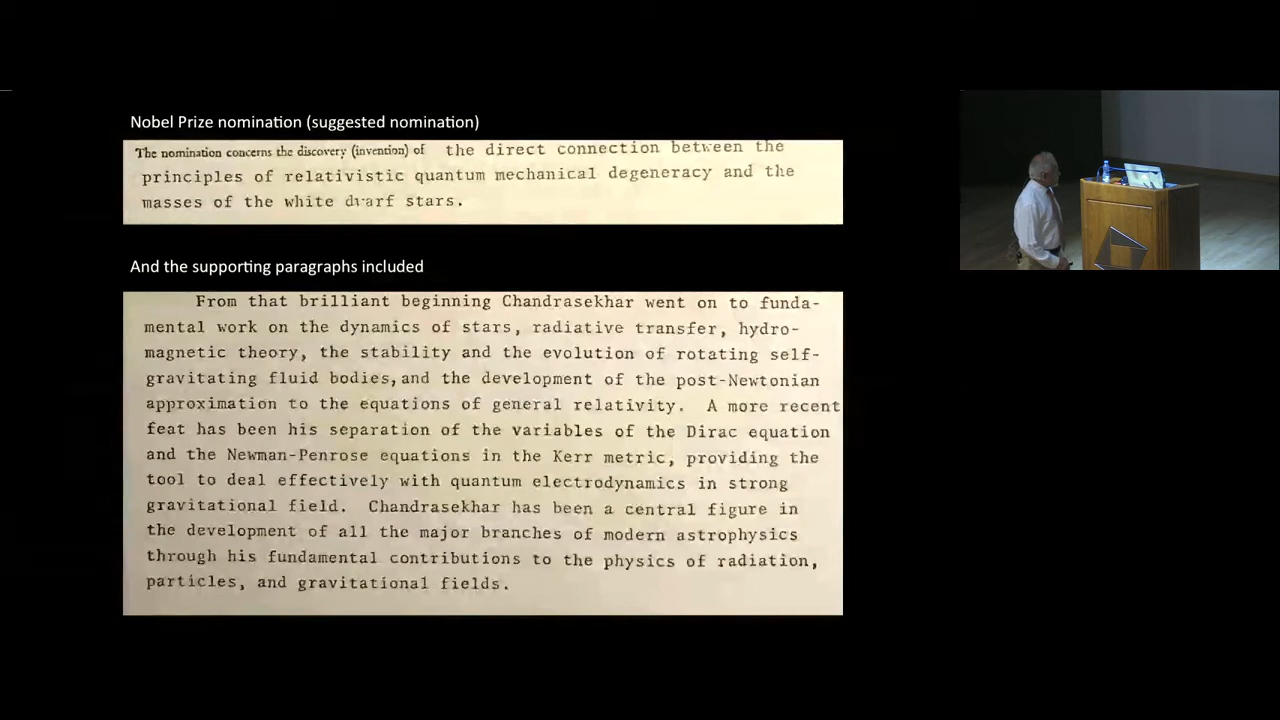 Nobel Prize nomination (suggested nomination)
The nomination concerns the discovery (invention) of the direct connection between the
principles of relativistic quantum mechanical degeneracy and the
masses of the white dwarf stars.
And the supporting paragraphs included
From that brilliant beginning Chandrasekhar went on to funda-
mental work on the dynamics of stars, radiative transfer, hydro-
magnetic theory, the stability and the evolution of rotating self-
gravitating fluid bodies, and the development of the post-Newtonian
approximation to the equations of general relativity. A more recent
feat has been his separation of the variables of the Dirac equation
and the Newman-Penrose equations in the Kerr metric, providing the
tool to deal effectively with quantum electrodynamics in strong
gravitational field. Chandrasekhar has been a central figure in
the development of all the major branches of modern astrophysics
through his fundamental contributions to the physics of radiation,
particles, and gravitational fields.